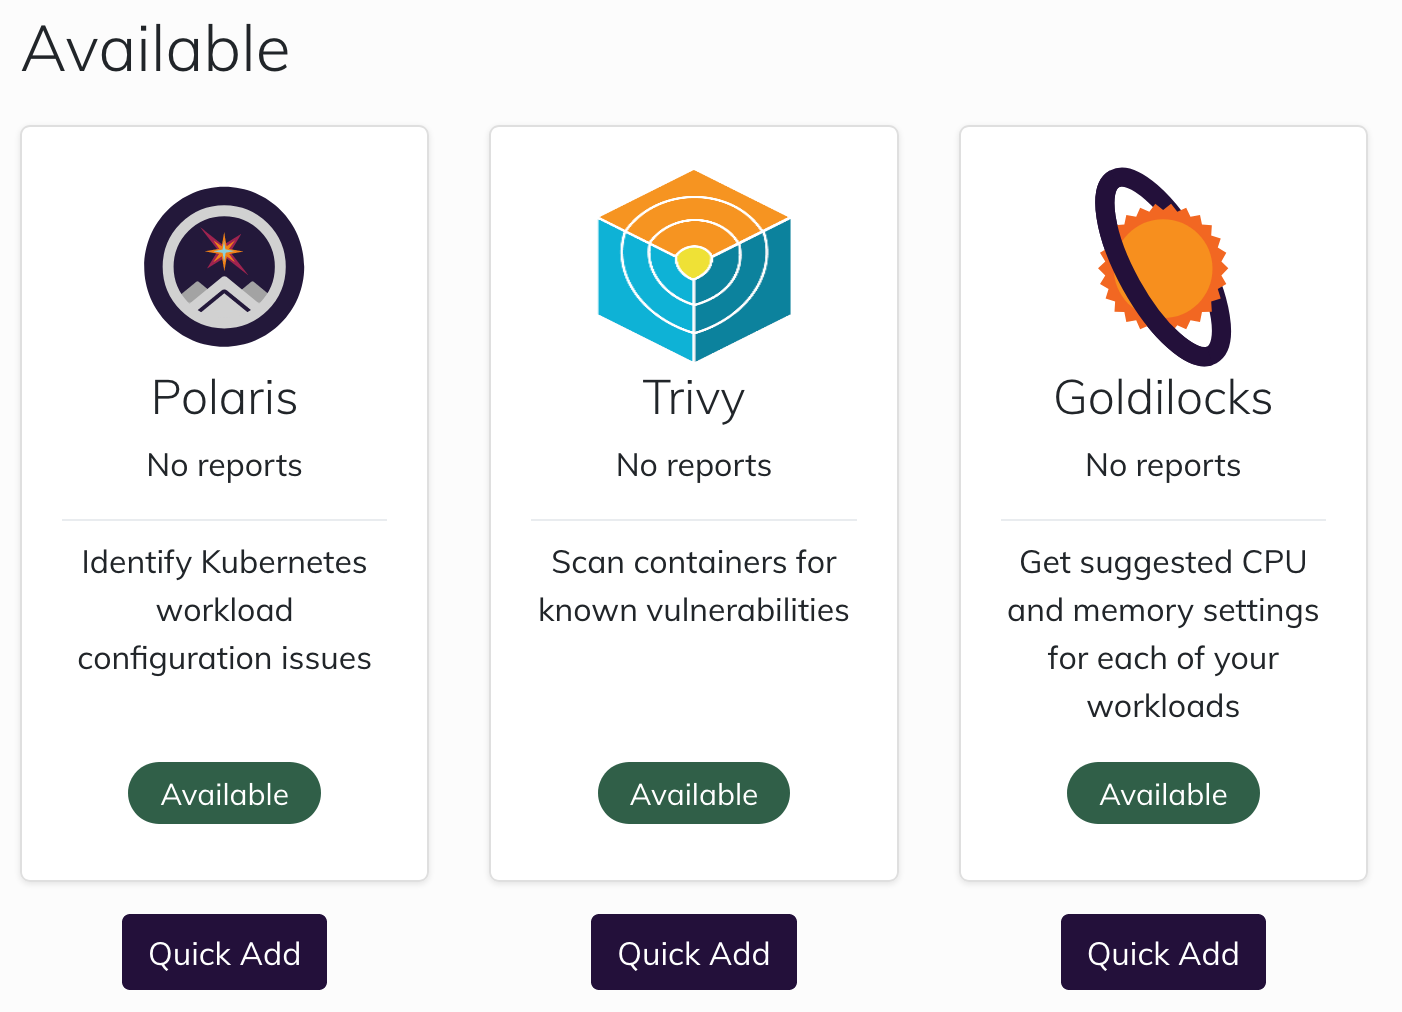 Available
Polaris
No reports
Identify Kubernetes
workload
configuration issues
Available
Quick Add
Trivy
No reports
Scan containers for
known vulnerabilities
Available
Quick Add
Goldilocks
No reports
Get suggested CPU
and memory settings
for each of your
workloads
Available
Quick Add